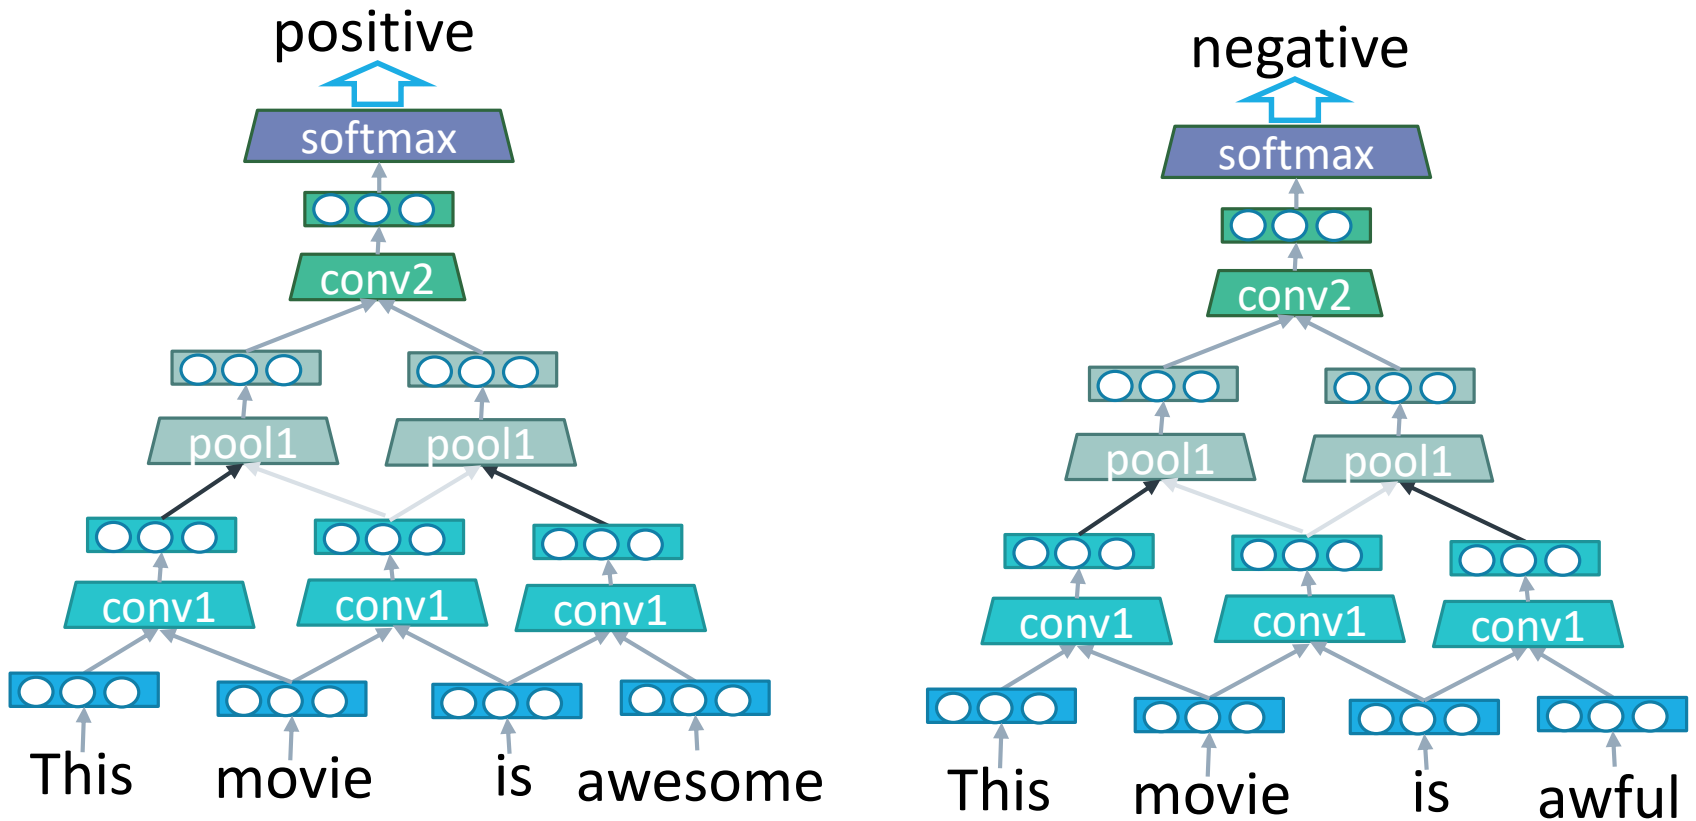 positive
softmax
conv2
pool1 pool1
conv1 conv1 conv1
This movie is awesome
negative
softmax
conv2
pool1 pool1
conv1 conv1 conv1
This movie is awful